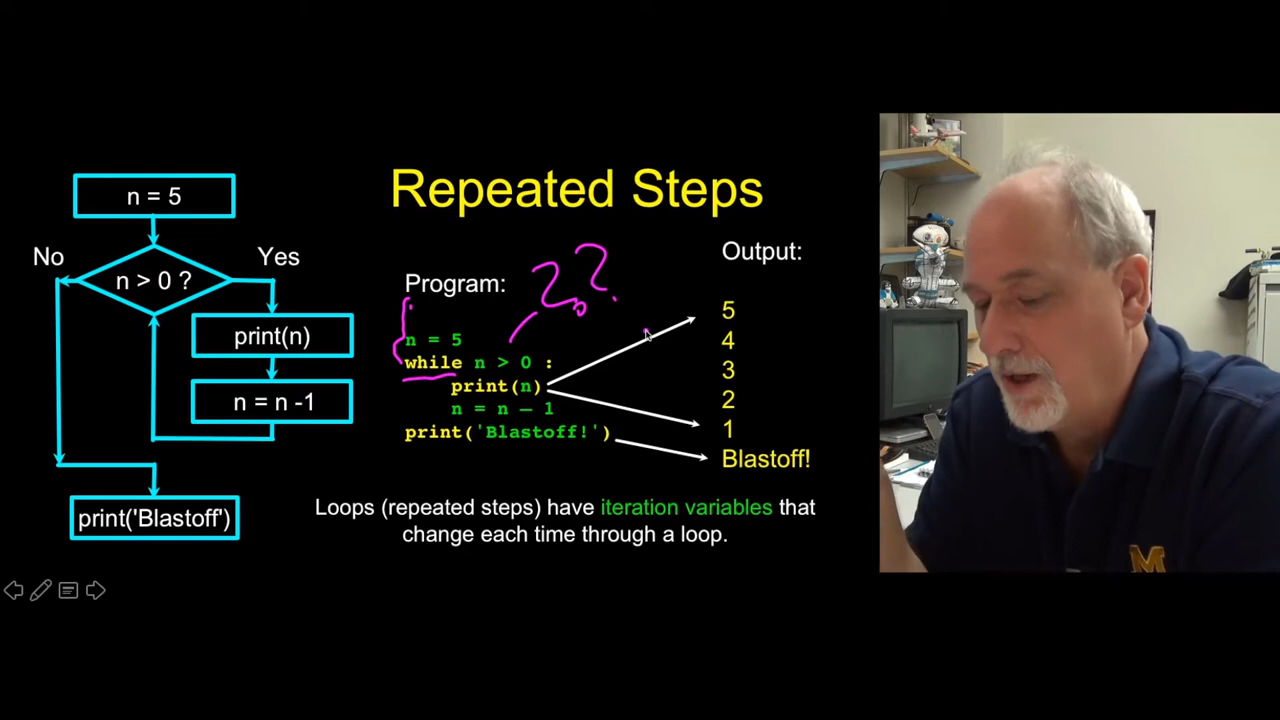 Repeated Steps
n = 5
No
n > 0 ?
Yes
print(n)
n = n -1
print('Blastoff')
Program:
??
n = 5
while n > 0 :
    print(n)
    n = n – 1
print('Blastoff!')
Output:
5
4
3
2
1
Blastoff!
Loops (repeated steps) have iteration variables that
change each time through a loop.
M